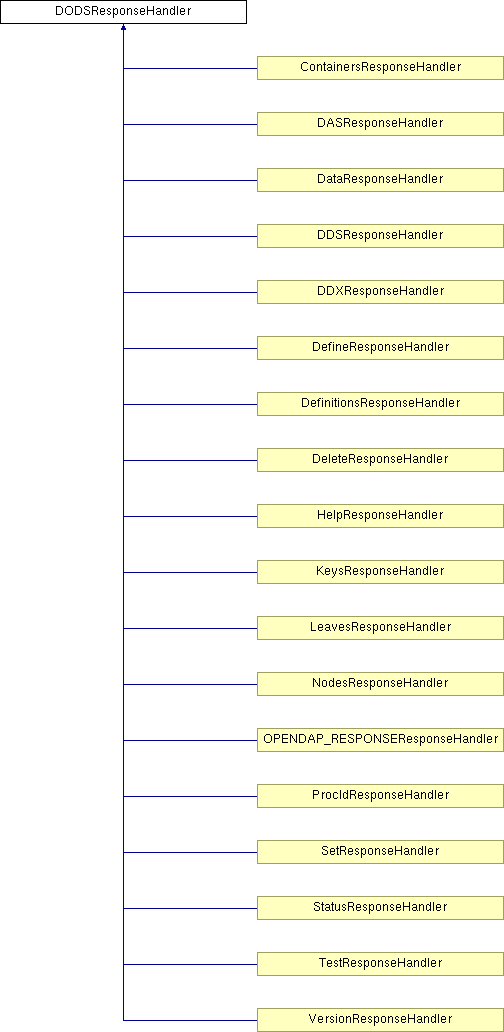 DODSResponseHandler
ContainersResponseHandler
DASResponseHandler
DataResponseHandler
DDSResponseHandler
DDXResponseHandler
DefineResponseHandler
DefinitionsResponseHandler
DeleteResponseHandler
HelpResponseHandler
KeysResponseHandler
LeavesResponseHandler
NodesResponseHandler
OPENDAP_RESPONSEResponseHandler
ProcIdResponseHandler
SetResponseHandler
StatusResponseHandler
TestResponseHandler
VersionResponseHandler